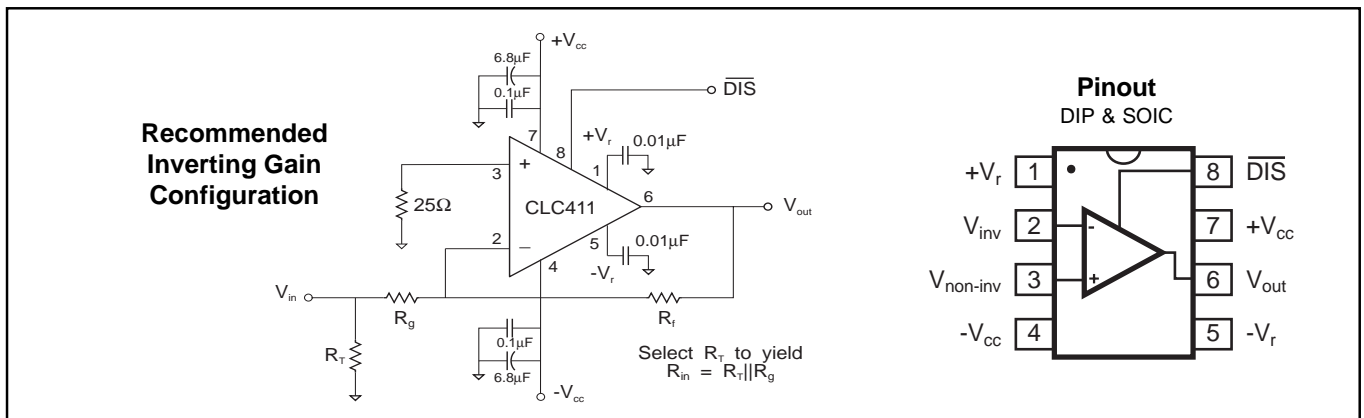 Recommended
Inverting Gain
Configuration
+Vcc
6.8µF
0.1µF
7
DIS
8
+Vr
0.01µF
1
+
3
25Ω
CLC411
6
Vout
2
–
5
0.01µF
-Vr
4
Vin
Rg
Rf
RT
0.1µF
6.8µF
-Vcc
Select RT to yield
Rin = RT||Rg
Pinout
DIP & SOIC
+Vr 1
8 DIS
Vinv 2
-
7 +Vcc
Vnon-inv 3
+
6 Vout
-Vcc 4
5 -Vr